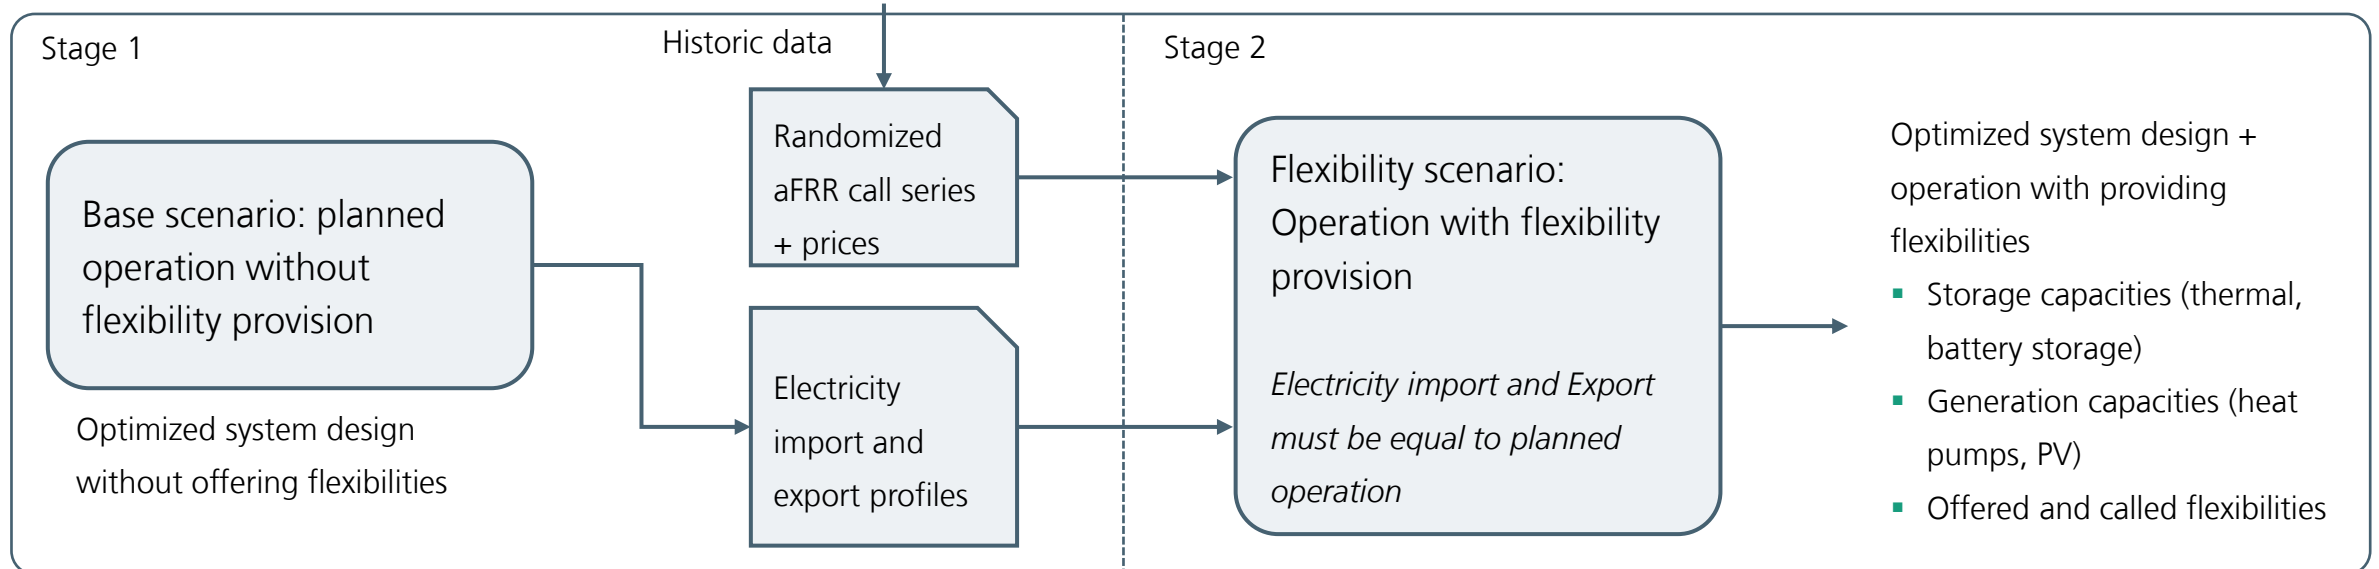 Stage 1
Historic data
Stage 2
Base scenario: planned
operation without
flexibility provision
Optimized system design
without offering flexibilities
Randomized
aFRR call series
+ prices
Electricity
import and
export profiles
Flexibility scenario:
Operation with flexibility
provision
Electricity import and Export
must be equal to planned
operation
Optimized system design +
operation with providing
flexibilities
▪ Storage capacities (thermal,
battery storage)
▪ Generation capacities (heat
pumps, PV)
▪ Offered and called flexibilities